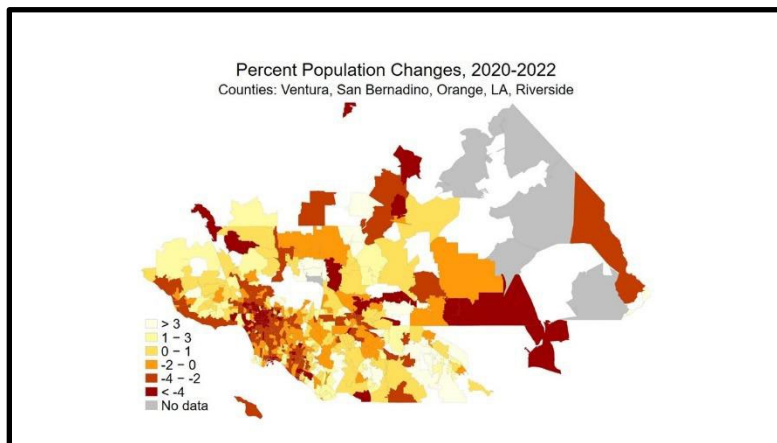 Percent Population Changes, 2020-2022
Counties: Ventura, San Bernadino, Orange, LA, Riverside
> 3
1 – 3
0 – 1
-2 – 0
-4 – -2
< -4
No data